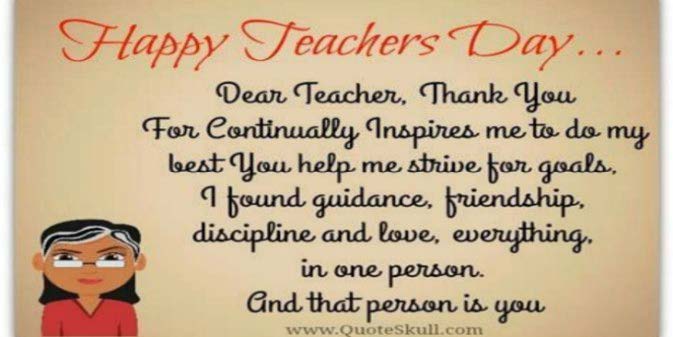 Happy Teachers Day...
Dear Teacher, Thank You
For Continually Inspires me to do my
best You help me strive for goals,
I found guidance, friendship,
discipline and love, everything,
in one person.
And that person is you
www.QuoteSkull.com